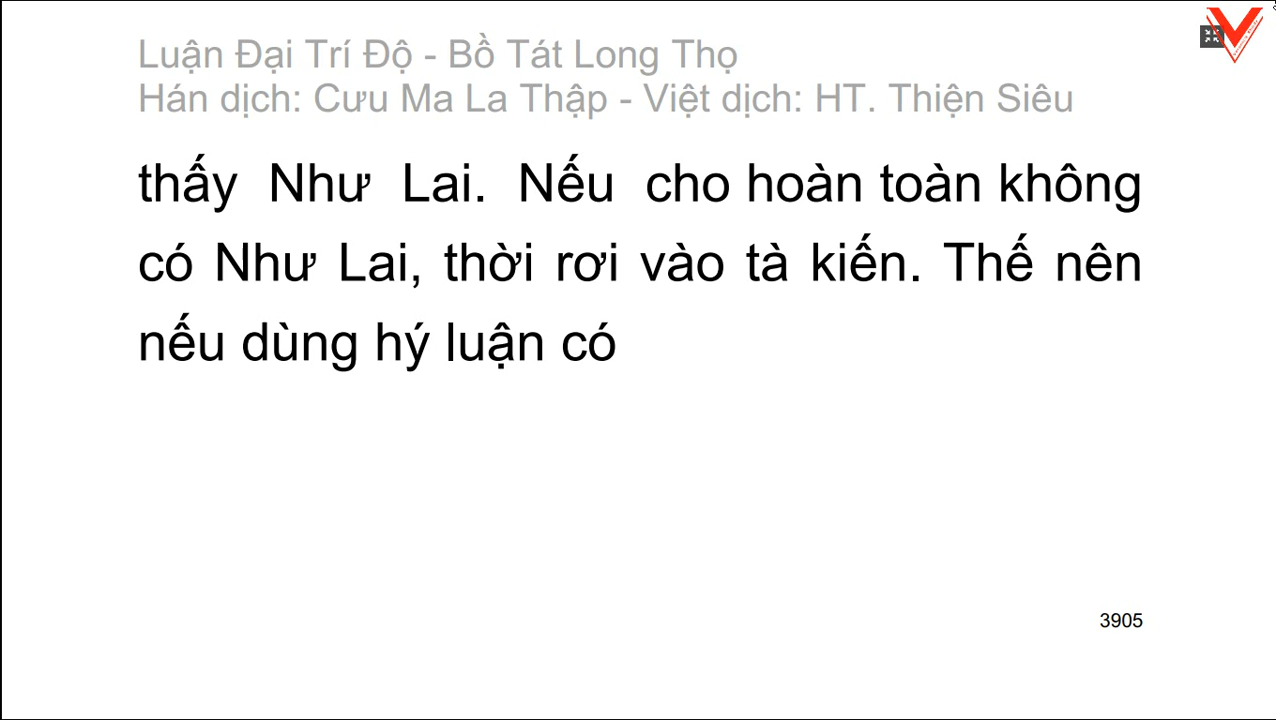 Luận Đại Trí Độ - Bồ Tát Long Thọ
Hán dịch: Cưu Ma La Thập - Việt dịch: HT. Thiện Siêu
thấy Như Lai. Nếu cho hoàn toàn không
có Như Lai, thời rơi vào tà kiến. Thế nên
nếu dùng hý luận có
3905